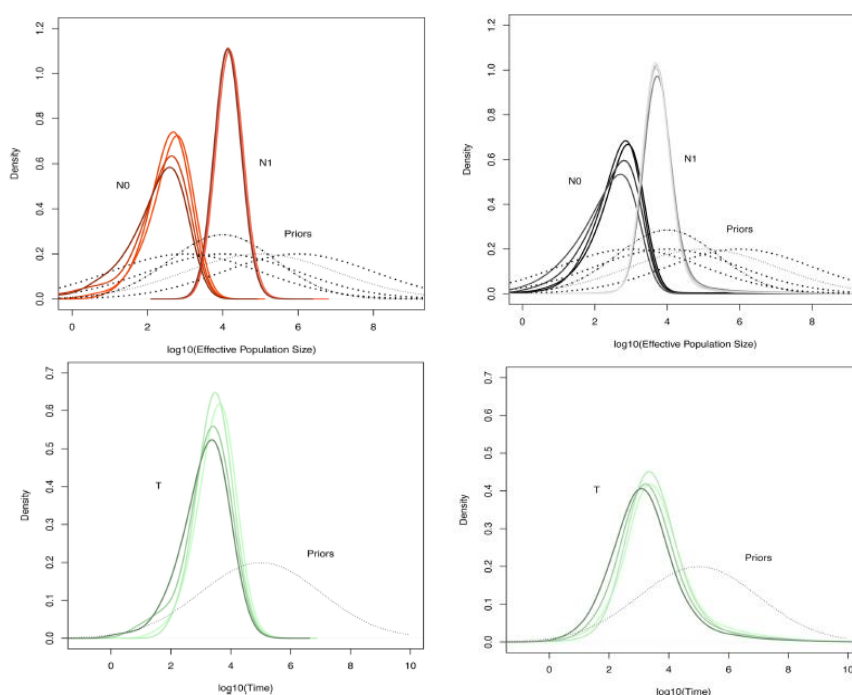 1.2
1.0
0.8
0.6
0.4
0.2
0.0
Density
N0
N1
Priors
0 2 4 6 8
log10(Effective Population Size)
1.2
1.0
0.8
0.6
0.4
0.2
0.0
Density
N0
N1
Priors
0 2 4 6 8
log10(Effective Population Size)
0.7
0.6
0.5
0.4
0.3
0.2
0.1
0.0
Density
T
Priors
0 2 4 6 8 10
log10(Time)
0.7
0.6
0.5
0.4
0.3
0.2
0.1
0.0
Density
T
Priors
0 2 4 6 8 10
log10(Time)